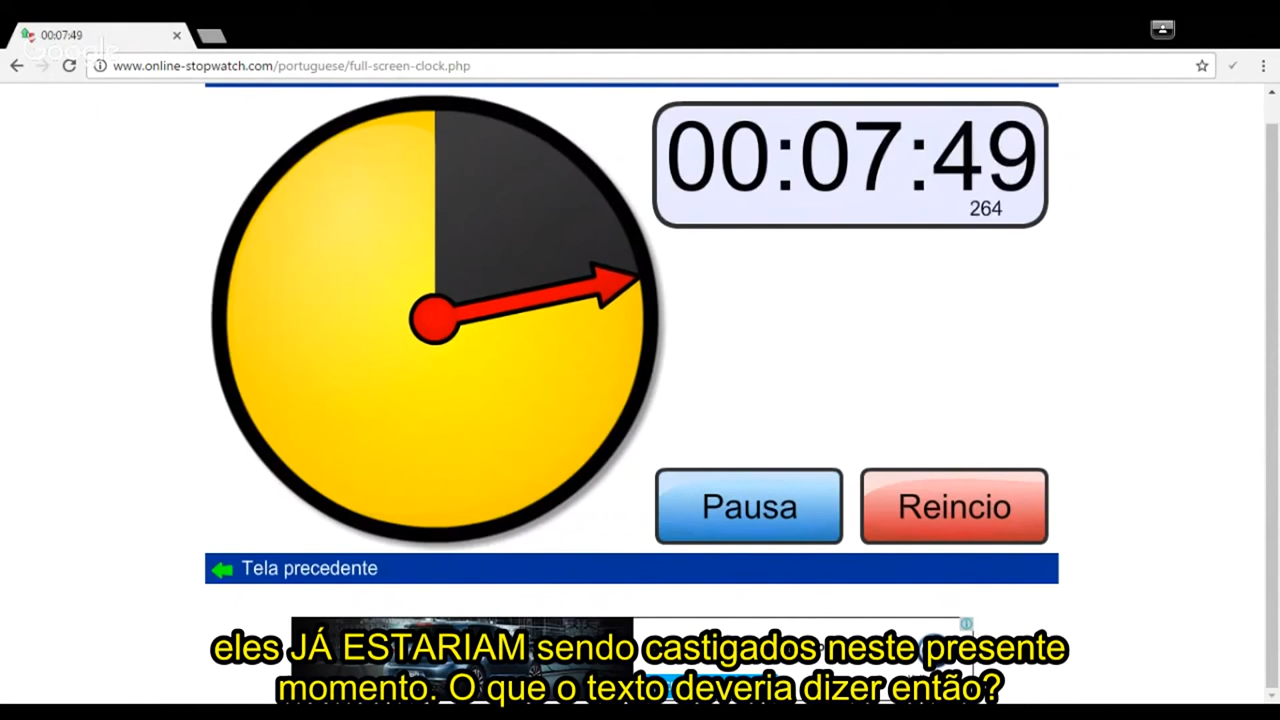 00:07:49
Google
www.online-stopwatch.com/portuguese/full-screen-clock.php
00:07:49
264
Pausa
Reincio
Tela precedente
eles JÁ ESTARIAM sendo castigados neste presente
momento. O que o texto deveria dizer então?